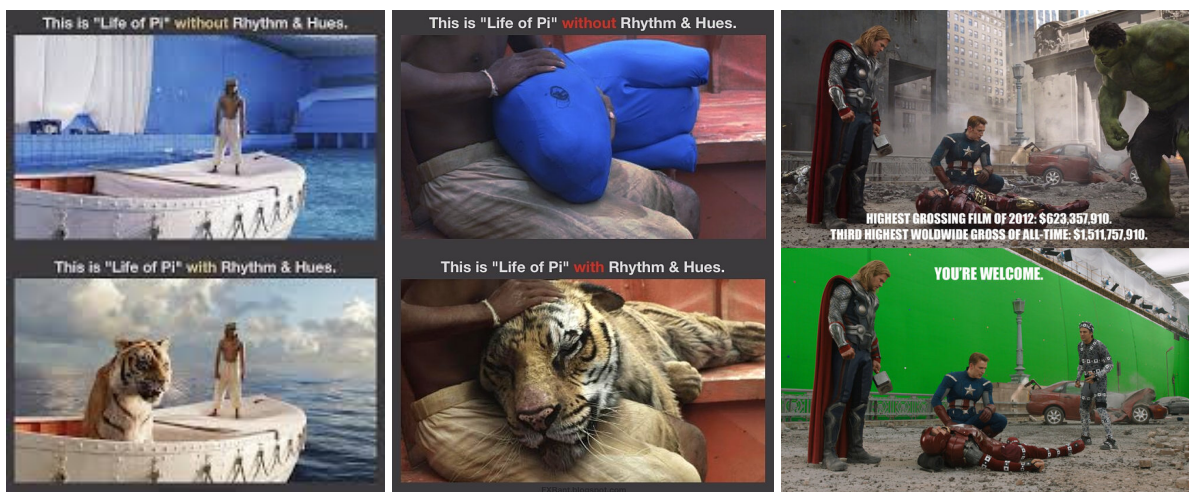 This is "Life of Pi" without Rhythm & Hues.
This is "Life of Pi" with Rhythm & Hues.
This is "Life of Pi" without Rhythm & Hues.
This is "Life of Pi" with Rhythm & Hues.
HIGHEST GROSSING FILM OF 2012: $623,357,910.
THIRD HIGHEST WOLDWIDE GROSS OF ALL-TIME: $1,511,757,910.
YOU'RE WELCOME.